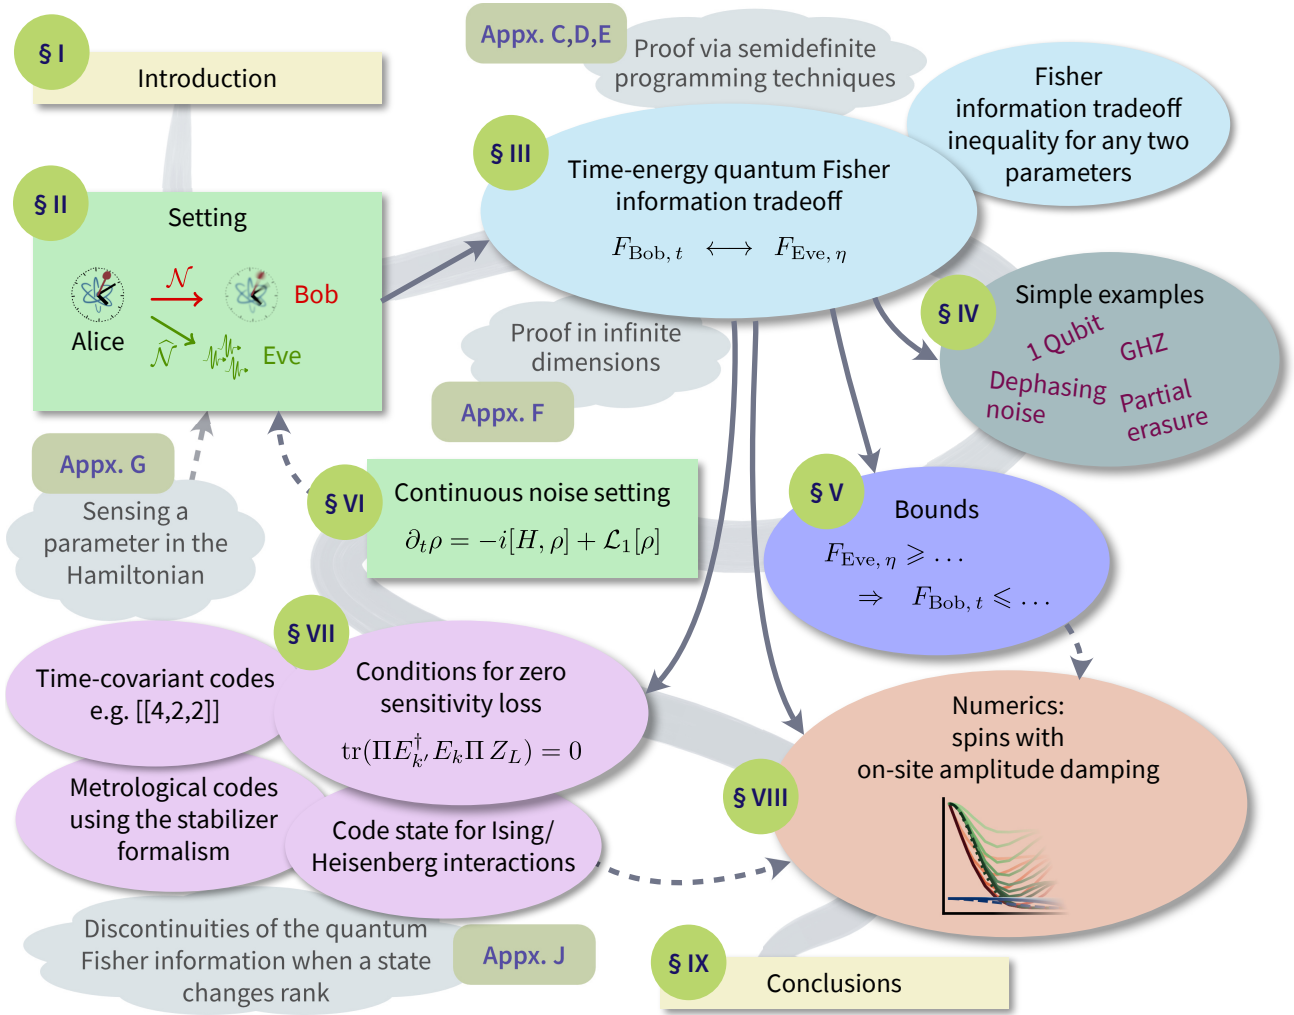 § I
Introduction
§ II
Setting
Alice
𝒩
Bob
𝒩̂
Eve
Appx. C,D,E
Proof via semidefinite
programming techniques
Fisher
information tradeoff
inequality for any two
parameters
§ III
Time-energy quantum Fisher
information tradeoff
F_{Bob, t} ⟷ F_{Eve, η}
Proof in infinite
dimensions
Appx. F
§ IV
Simple examples
1 Qubit
GHZ
Dephasing
noise
Partial
erasure
Appx. G
Sensing a
parameter in the
Hamiltonian
§ VI
Continuous noise setting
∂_tρ = −i[H, ρ] + ℒ_1[ρ]
§ V
Bounds
F_{Eve, η} ⩾ …
⇒ F_{Bob, t} ⩽ …
§ VII
Conditions for zero
sensitivity loss
tr(ΠE^†_{k′}E_kΠ Z_L) = 0
Time-covariant codes
e.g. [[4,2,2]]
Metrological codes
using the stabilizer
formalism
Code state for Ising/
Heisenberg interactions
Discontinuities of the quantum
Fisher information when a state
changes rank
Appx. J
§ VIII
Numerics:
spins with
on-site amplitude damping
§ IX
Conclusions